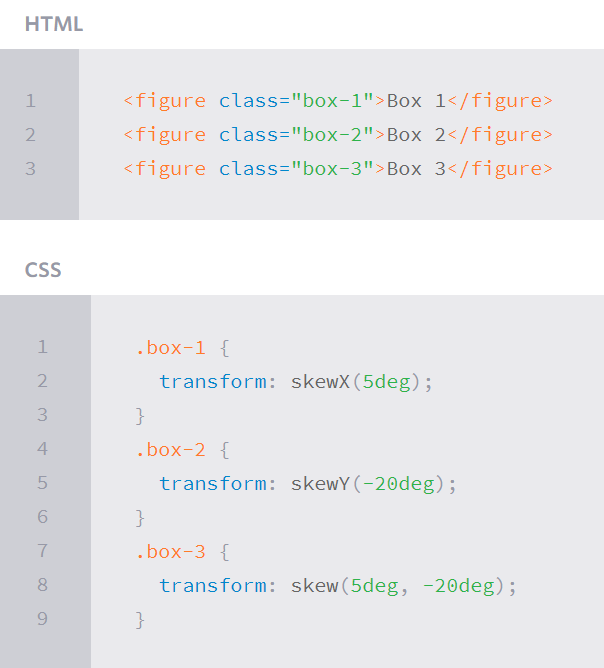 HTML
1 <figure class="box-1">Box 1</figure>
2 <figure class="box-2">Box 2</figure>
3 <figure class="box-3">Box 3</figure>
CSS
1 .box-1 {
2   transform: skewX(5deg);
3 }
4 .box-2 {
5   transform: skewY(-20deg);
6 }
7 .box-3 {
8   transform: skew(5deg, -20deg);
9 }